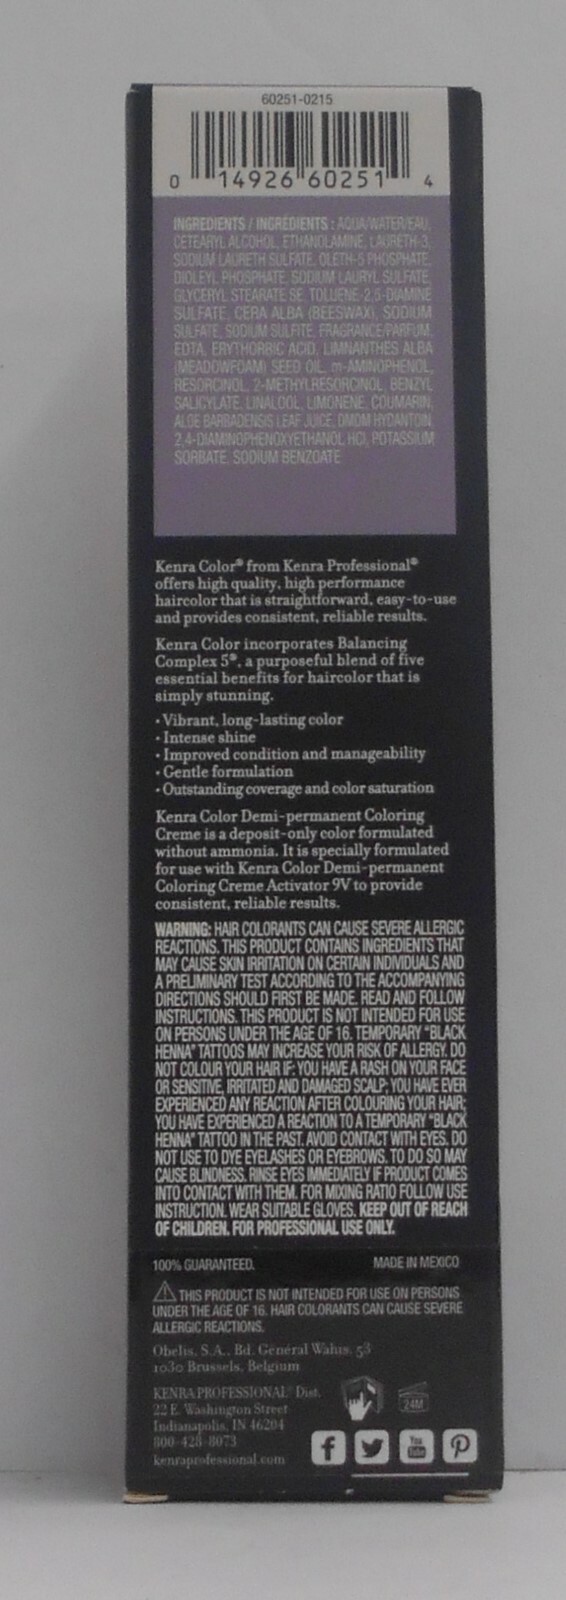 60251-0215
0 14926 60251 4
INGREDIENTS / INGRÉDIENTS : AQUA/WATER/EAU,
CETEARYL ALCOHOL, ETHANOLAMINE, LAURETH-3,
SODIUM LAURETH SULFATE, OLETH-5 PHOSPHATE,
DIOLEYL PHOSPHATE, SODIUM LAURYL SULFATE,
GLYCERYL STEARATE SE, TOLUENE-2,5-DIAMINE
SULFATE, CERA ALBA (BEESWAX), SODIUM
SULFATE, SODIUM SULFITE, FRAGRANCE/PARFUM,
EDTA, ERYTHORBIC ACID, LIMNANTHES ALBA
(MEADOWFOAM) SEED OIL, m-AMINOPHENOL,
RESORCINOL, 2-METHYLRESORCINOL, BENZYL
SALICYLATE, LINALOOL, LIMONENE, COUMARIN,
ALOE BARBADENSIS LEAF JUICE, DMDM HYDANTOIN
2,4-DIAMINOPHENOXYETHANOL HCl, POTASSIUM
SORBATE, SODIUM BENZOATE
Kenra Color® from Kenra Professional®
offers high quality, high performance
haircolor that is straightforward, easy-to-use
and provides consistent, reliable results.
Kenra Color incorporates Balancing
Complex 5®, a purposeful blend of five
essential benefits for haircolor that is
simply stunning.
• Vibrant, long-lasting color
• Intense shine
• Improved condition and manageability
• Gentle formulation
• Outstanding coverage and color saturation
Kenra Color Demi-permanent Coloring
Creme is a deposit-only color formulated
without ammonia. It is specially formulated
for use with Kenra Color Demi-permanent
Coloring Creme Activator 9V to provide
consistent, reliable results.
WARNING: HAIR COLORANTS CAN CAUSE SEVERE ALLERGIC
REACTIONS. THIS PRODUCT CONTAINS INGREDIENTS THAT
MAY CAUSE SKIN IRRITATION ON CERTAIN INDIVIDUALS AND
A PRELIMINARY TEST ACCORDING TO THE ACCOMPANYING
DIRECTIONS SHOULD FIRST BE MADE. READ AND FOLLOW
INSTRUCTIONS. THIS PRODUCT IS NOT INTENDED FOR USE
ON PERSONS UNDER THE AGE OF 16. TEMPORARY "BLACK
HENNA" TATTOOS MAY INCREASE YOUR RISK OF ALLERGY. DO
NOT COLOUR YOUR HAIR IF: YOU HAVE A RASH ON YOUR FACE
OR SENSITIVE, IRRITATED AND DAMAGED SCALP; YOU HAVE EVER
EXPERIENCED ANY REACTION AFTER COLOURING YOUR HAIR;
YOU HAVE EXPERIENCED A REACTION TO A TEMPORARY "BLACK
HENNA" TATTOO IN THE PAST. AVOID CONTACT WITH EYES. DO
NOT USE TO DYE EYELASHES OR EYEBROWS. TO DO SO MAY
CAUSE BLINDNESS. RINSE EYES IMMEDIATELY IF PRODUCT COMES
INTO CONTACT WITH THEM. FOR MIXING RATIO FOLLOW USE
INSTRUCTION. WEAR SUITABLE GLOVES. KEEP OUT OF REACH
OF CHILDREN. FOR PROFESSIONAL USE ONLY.
100% GUARANTEED. MADE IN MEXICO
THIS PRODUCT IS NOT INTENDED FOR USE ON PERSONS
UNDER THE AGE OF 16. HAIR COLORANTS CAN CAUSE SEVERE
ALLERGIC REACTIONS.
Obelis, S.A., Bd. Général Wahis, 53
1030 Brussels, Belgium
KENRA PROFESSIONAL® Dist.
22 E. Washington Street
Indianapolis, IN 46204
800-428-8073
kenraprofessional.com
24M
You Tube